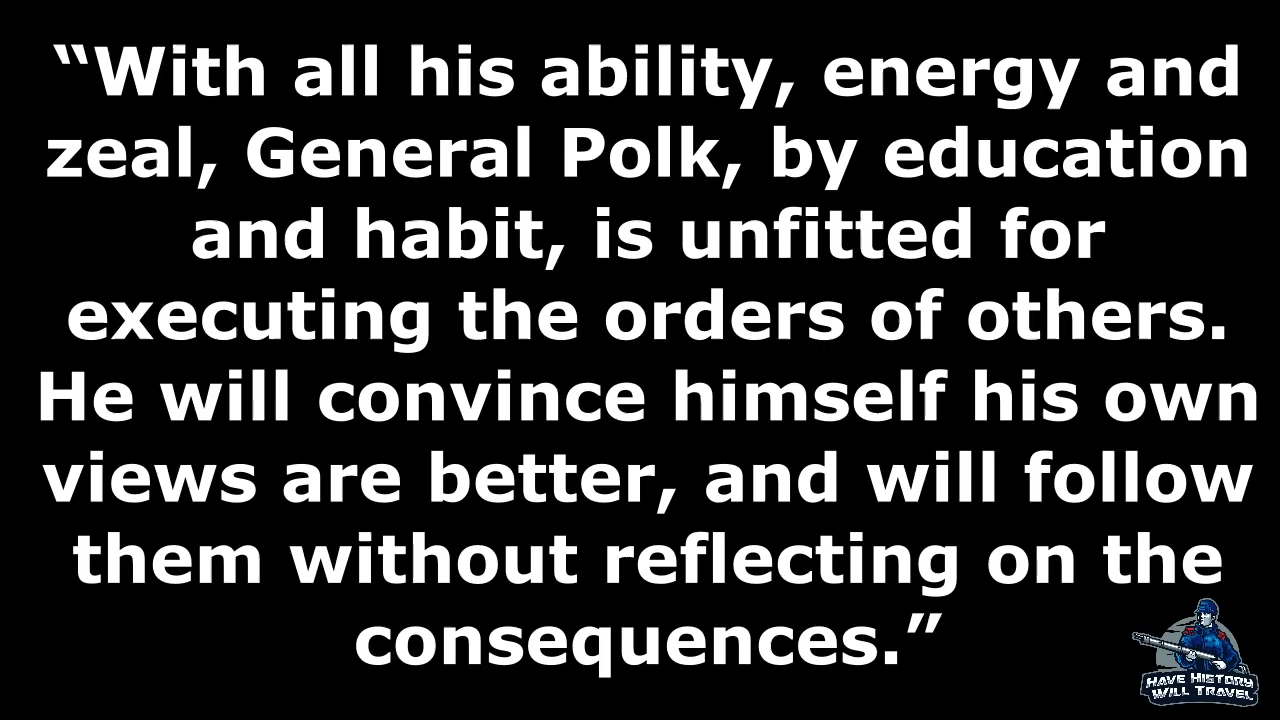 “With all his ability, energy and
zeal, General Polk, by education
and habit, is unfitted for
executing the orders of others.
He will convince himself his own
views are better, and will follow
them without reflecting on the
consequences.”
HAVE HISTORY
WILL TRAVEL